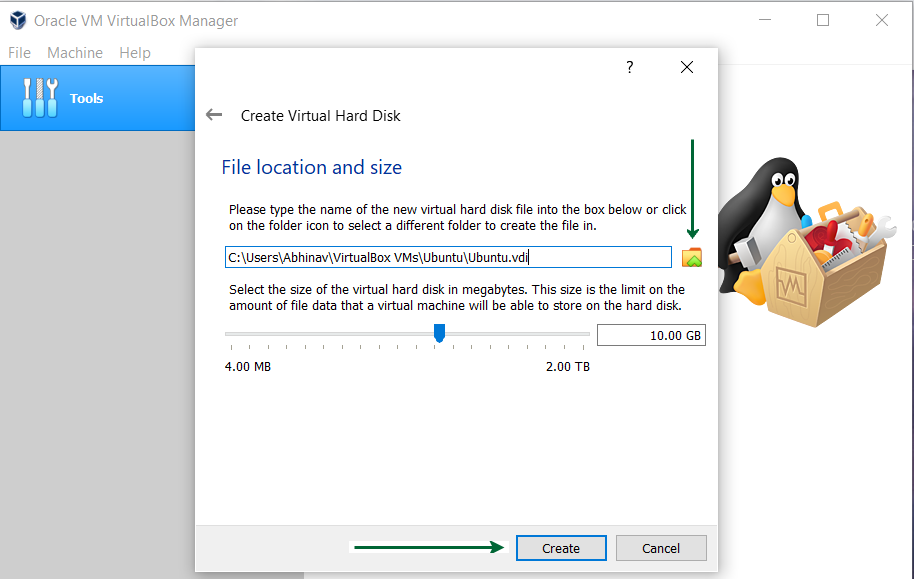 Oracle VM VirtualBox Manager
File Machine Help
Tools
?
Create Virtual Hard Disk
File location and size
Please type the name of the new virtual hard disk file into the box below or click
on the folder icon to select a different folder to create the file in.
C:\Users\Abhinav\VirtualBox VMs\Ubuntu\Ubuntu.vdi
Select the size of the virtual hard disk in megabytes. This size is the limit on the
amount of file data that a virtual machine will be able to store on the hard disk.
10.00 GB
4.00 MB 2.00 TB
Create Cancel